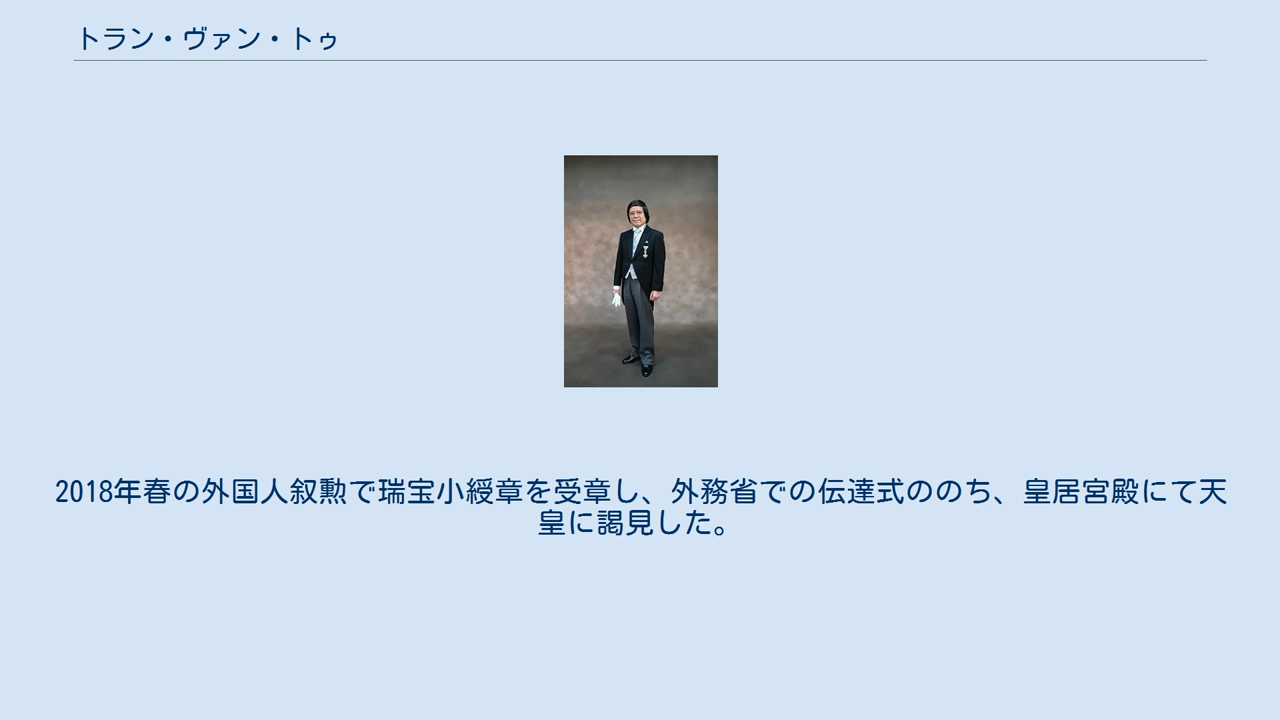 トラン・ヴァン・トゥ
2018年春の外国人叙勲で瑞宝小綬章を受章し、外務省での伝達式ののち、皇居宮殿にて天
皇に謁見した。